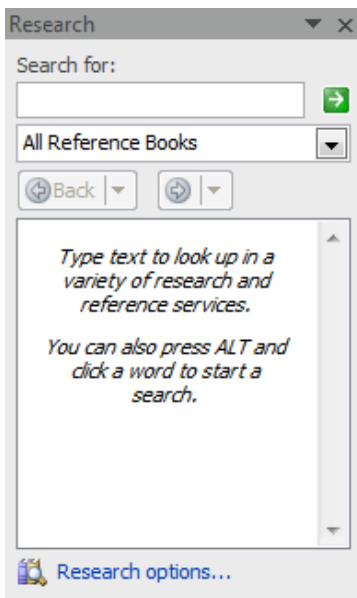 Research
Search for:
All Reference Books
Back
Type text to look up in a
variety of research and
reference services.
You can also press ALT and
click a word to start a
search.
Research options...